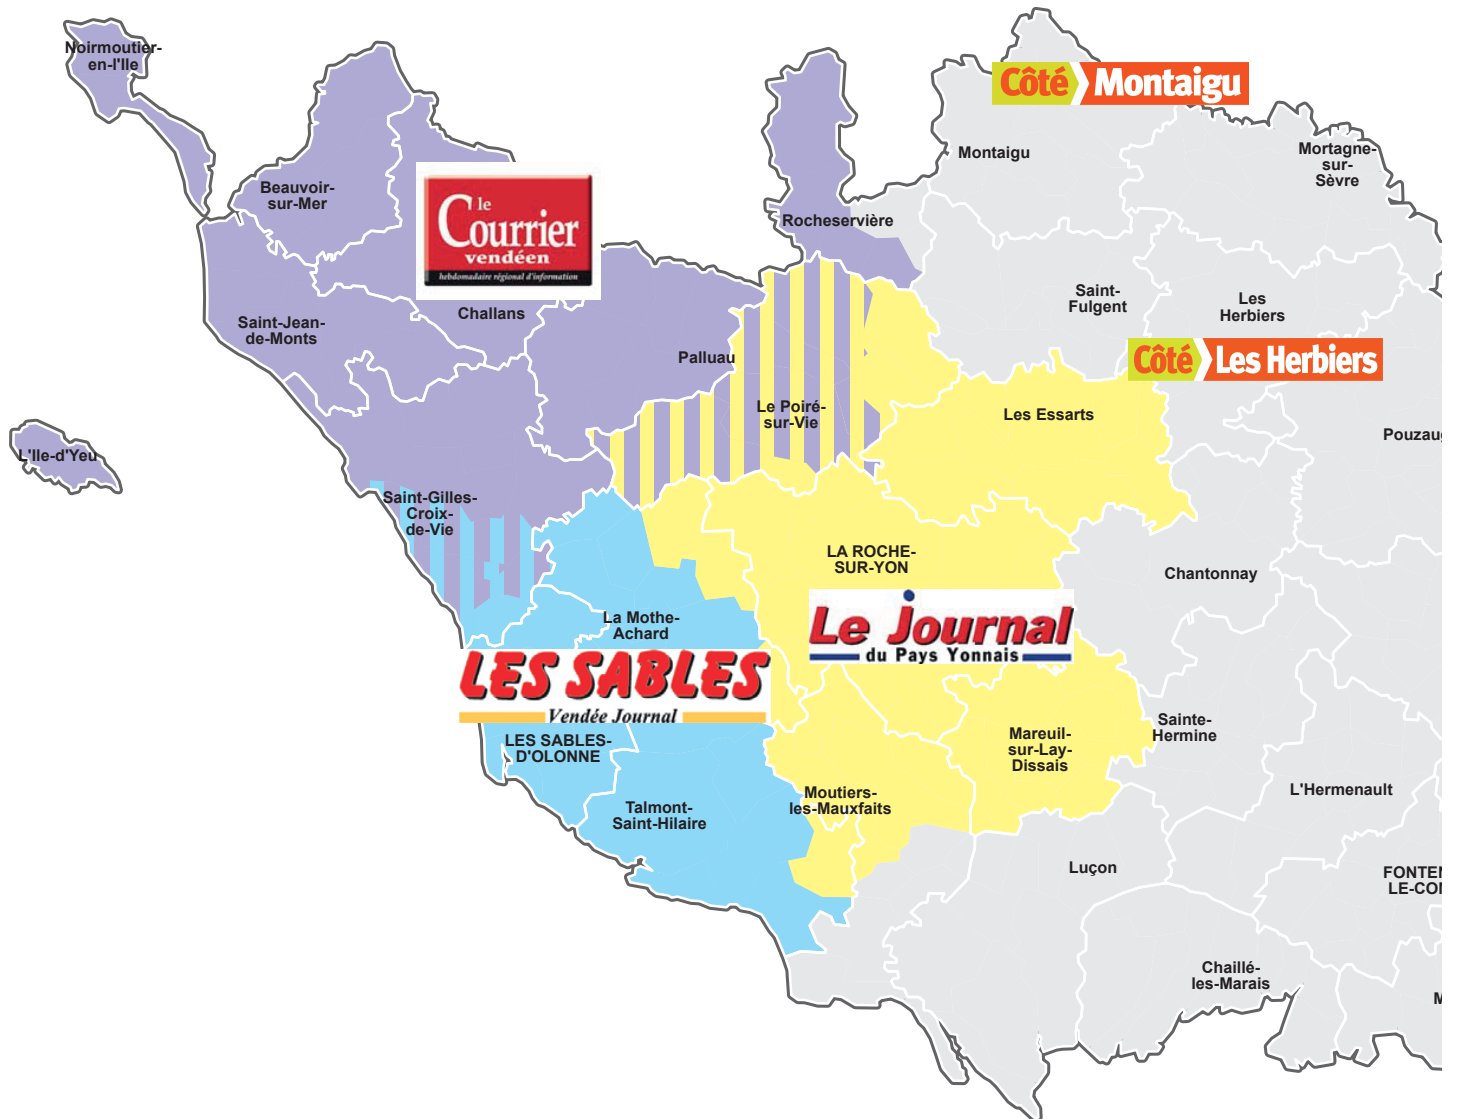 Noirmoutier-
en-l'Ile
Côté Montaigu
Montaigu
Mortagne-
sur-
Sèvre
Beauvoir-
sur-Mer
le
Courrier
vendéen
hebdomadaire régional d'information
Rocheservière
Saint-Jean-
de-Monts
Challans
Saint-
Fulgent
Les
Herbiers
Palluau
Côté Les Herbiers
Le Poiré-
sur-Vie
Les Essarts
Pouzaug
L'Ile-d'Yeu
Saint-Gilles-
Croix-
de-Vie
LA ROCHE-
SUR-YON
Chantonnay
La Mothe-
Achard
Le Journal
du Pays Yonnais
LES SABLES
Vendée Journal
LES SABLES-
D'OLONNE
Mareuil-
sur-Lay-
Dissais
Sainte-
Hermine
Talmont-
Saint-Hilaire
Moutiers-
les-Mauxfaits
L'Hermenault
Luçon
FONTEN
LE-CO
Chaillé-
les-Marais
M